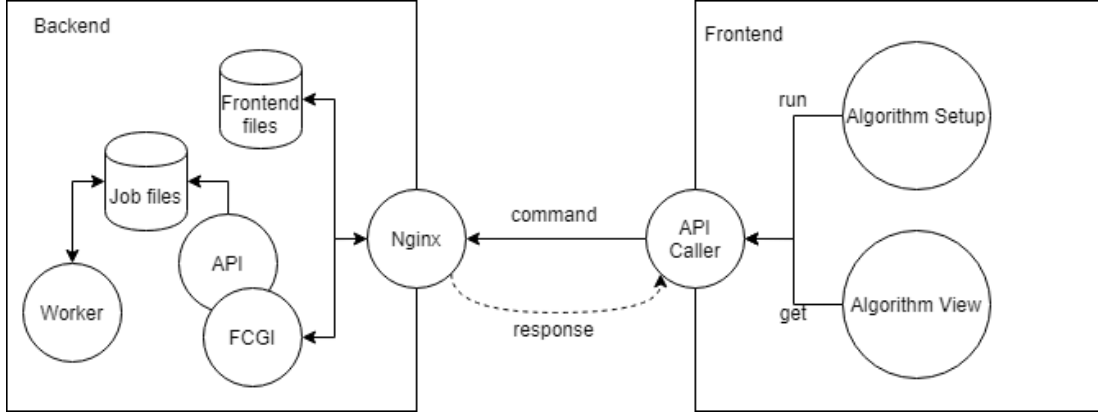 Backend
Frontend
files
Job files
API
Worker
FCGI
Nginx
command
response
Frontend
API
Caller
run
get
Algorithm Setup
Algorithm View